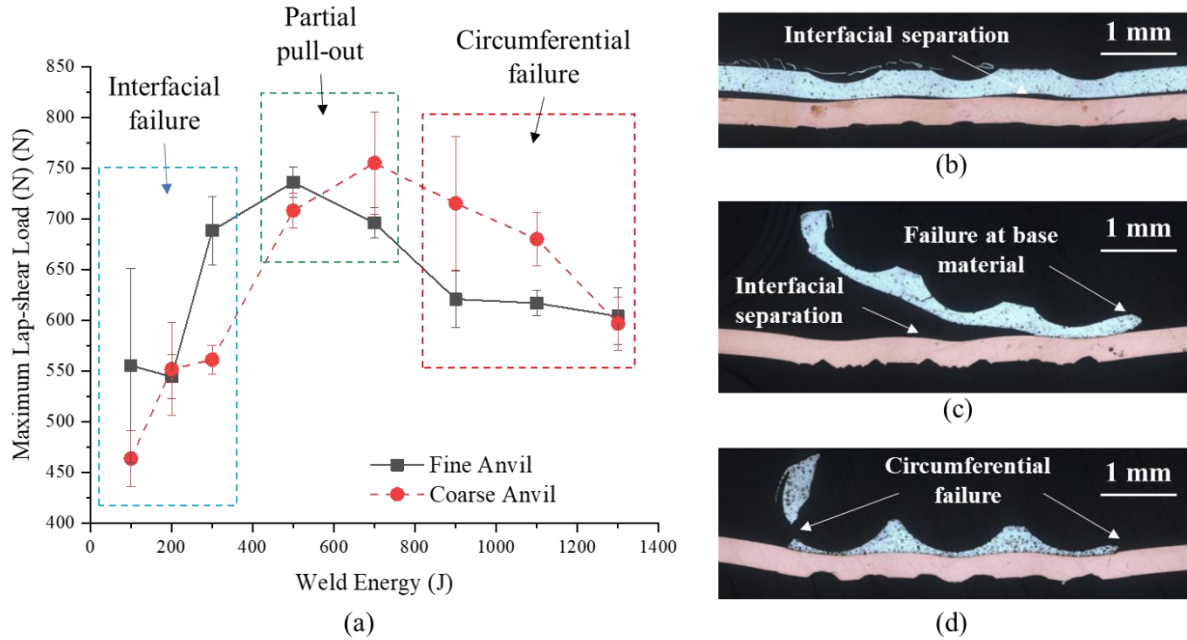 Partial
pull-out
Circumferential
failure
Interfacial
failure
850
800
750
700
650
600
550
500
450
400
Maximum Lap-shear Load (N) (N)
Fine Anvil
Coarse Anvil
0
200
400
600
800
1000
1200
1400
Weld Energy (J)
(a)
Interfacial separation
1 mm
(b)
Failure at base
material
1 mm
Interfacial
separation
(c)
Circumferential
failure
1 mm
(d)